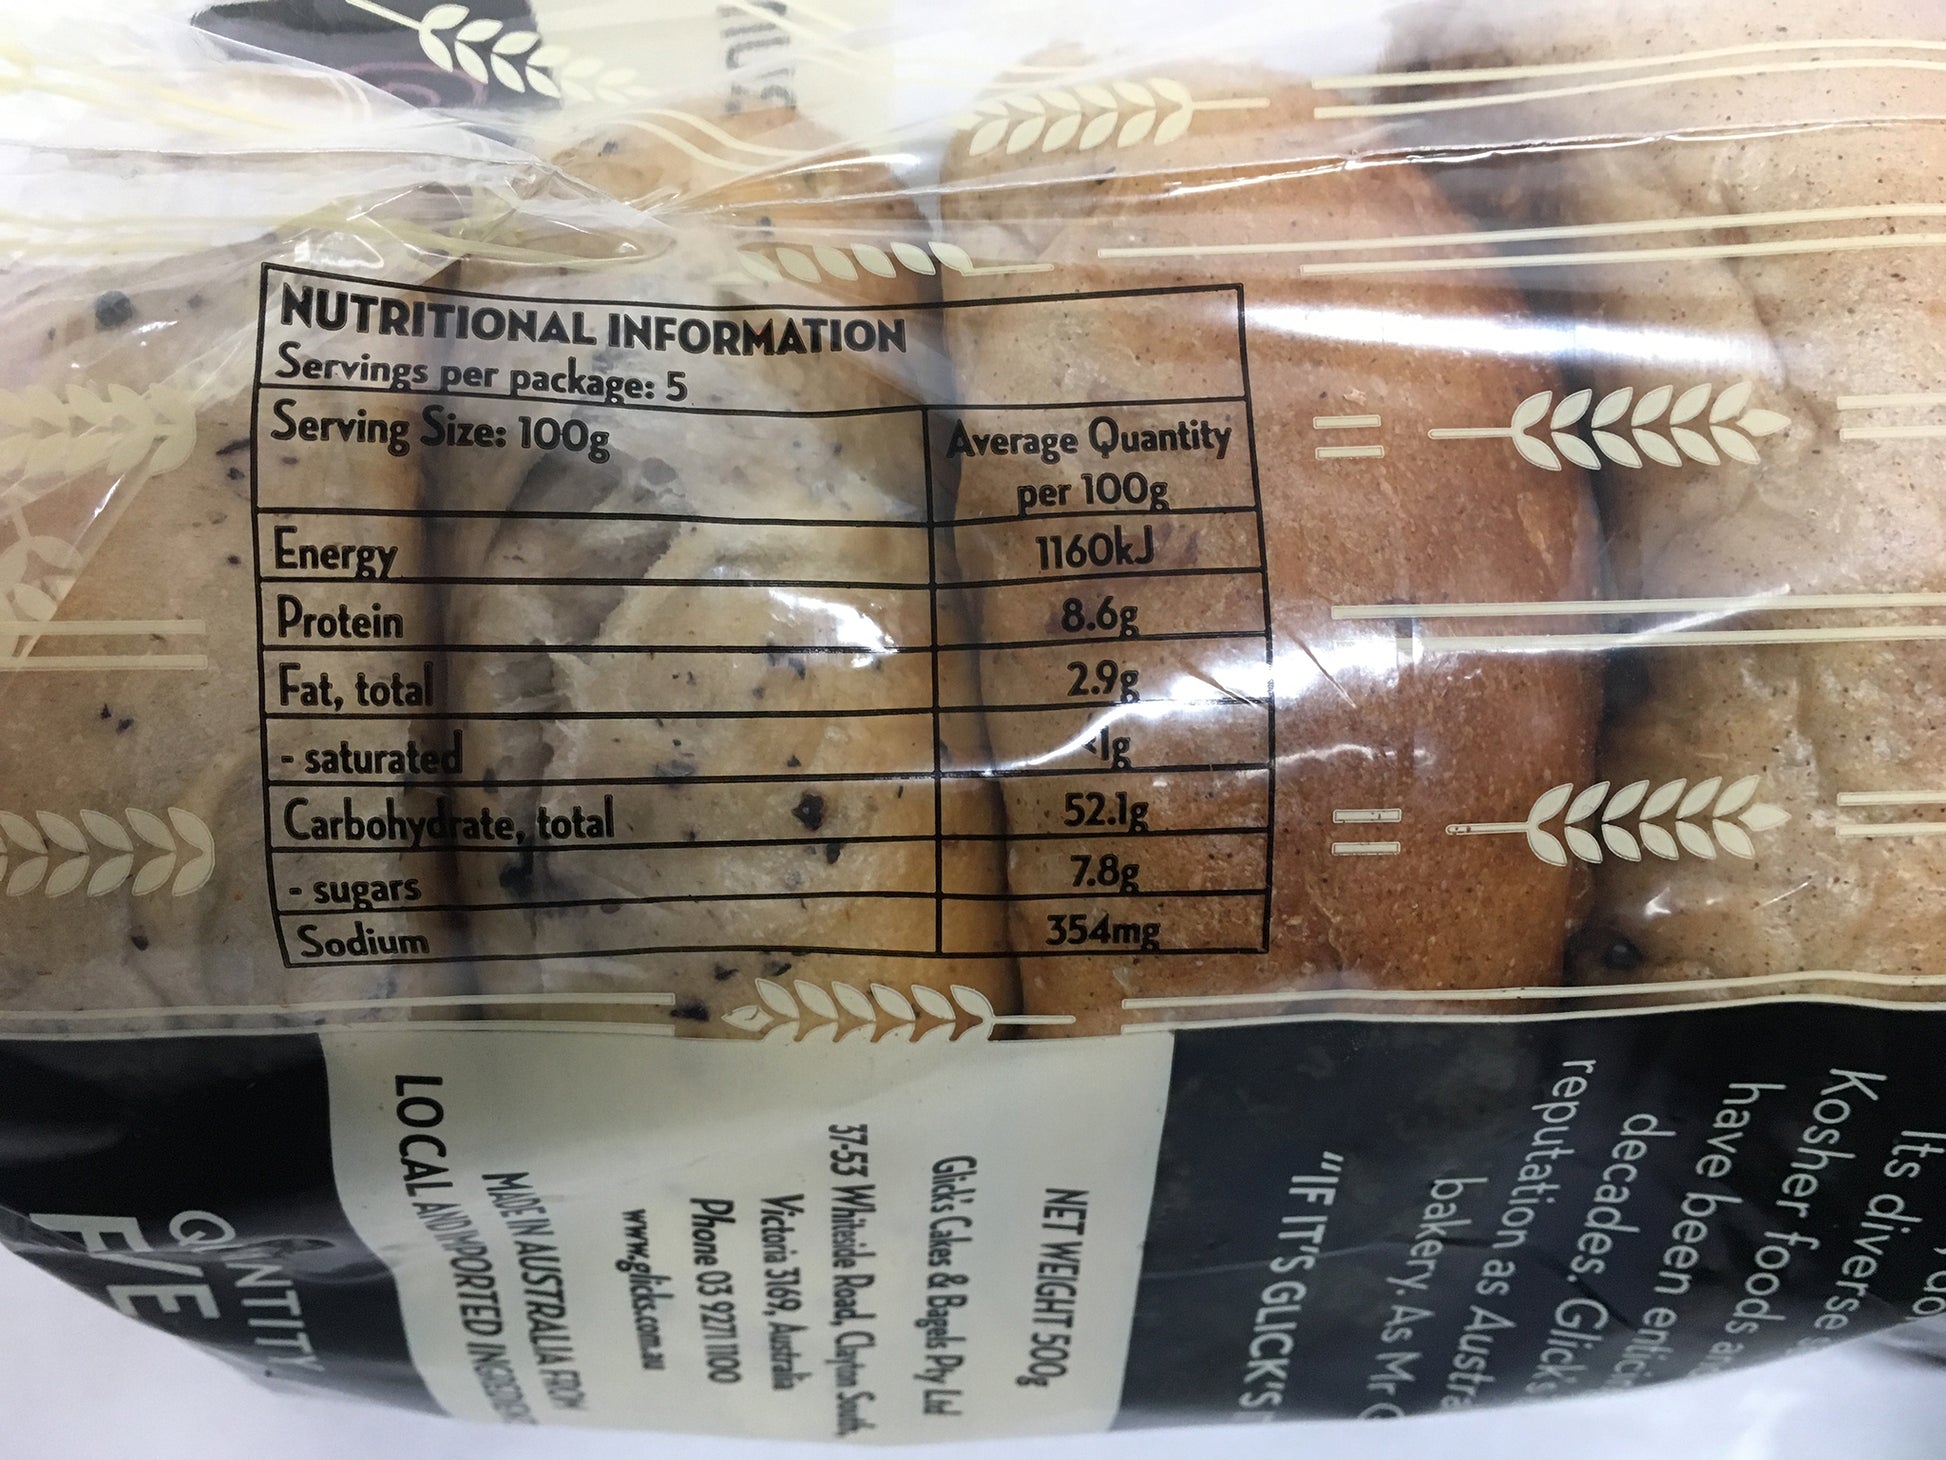 NUTRITIONAL INFORMATION
Servings per package: 5
Serving Size: 100g
Average Quantity
per 100g
Energy 1160kJ
Protein 8.6g
Fat, total 2.9g
- saturated <1g
Carbohydrate, total 52.1g
- sugars 7.8g
Sodium 354mg
Its diverse
Kosher foods
have been
decades. Glick's
reputation as
bakery. As Mr
"IF IT'S GLICK'S
NET WEIGHT 500g
Glick's Cakes & Bagels Pty Ltd
37-53 Whiteside Road, Clayton South,
Victoria 3169, Australia
Phone 03 9271 1100
www.glicks.com.au
MADE IN AUSTRALIA FROM
LOCAL AND IMPORTED
FIVE